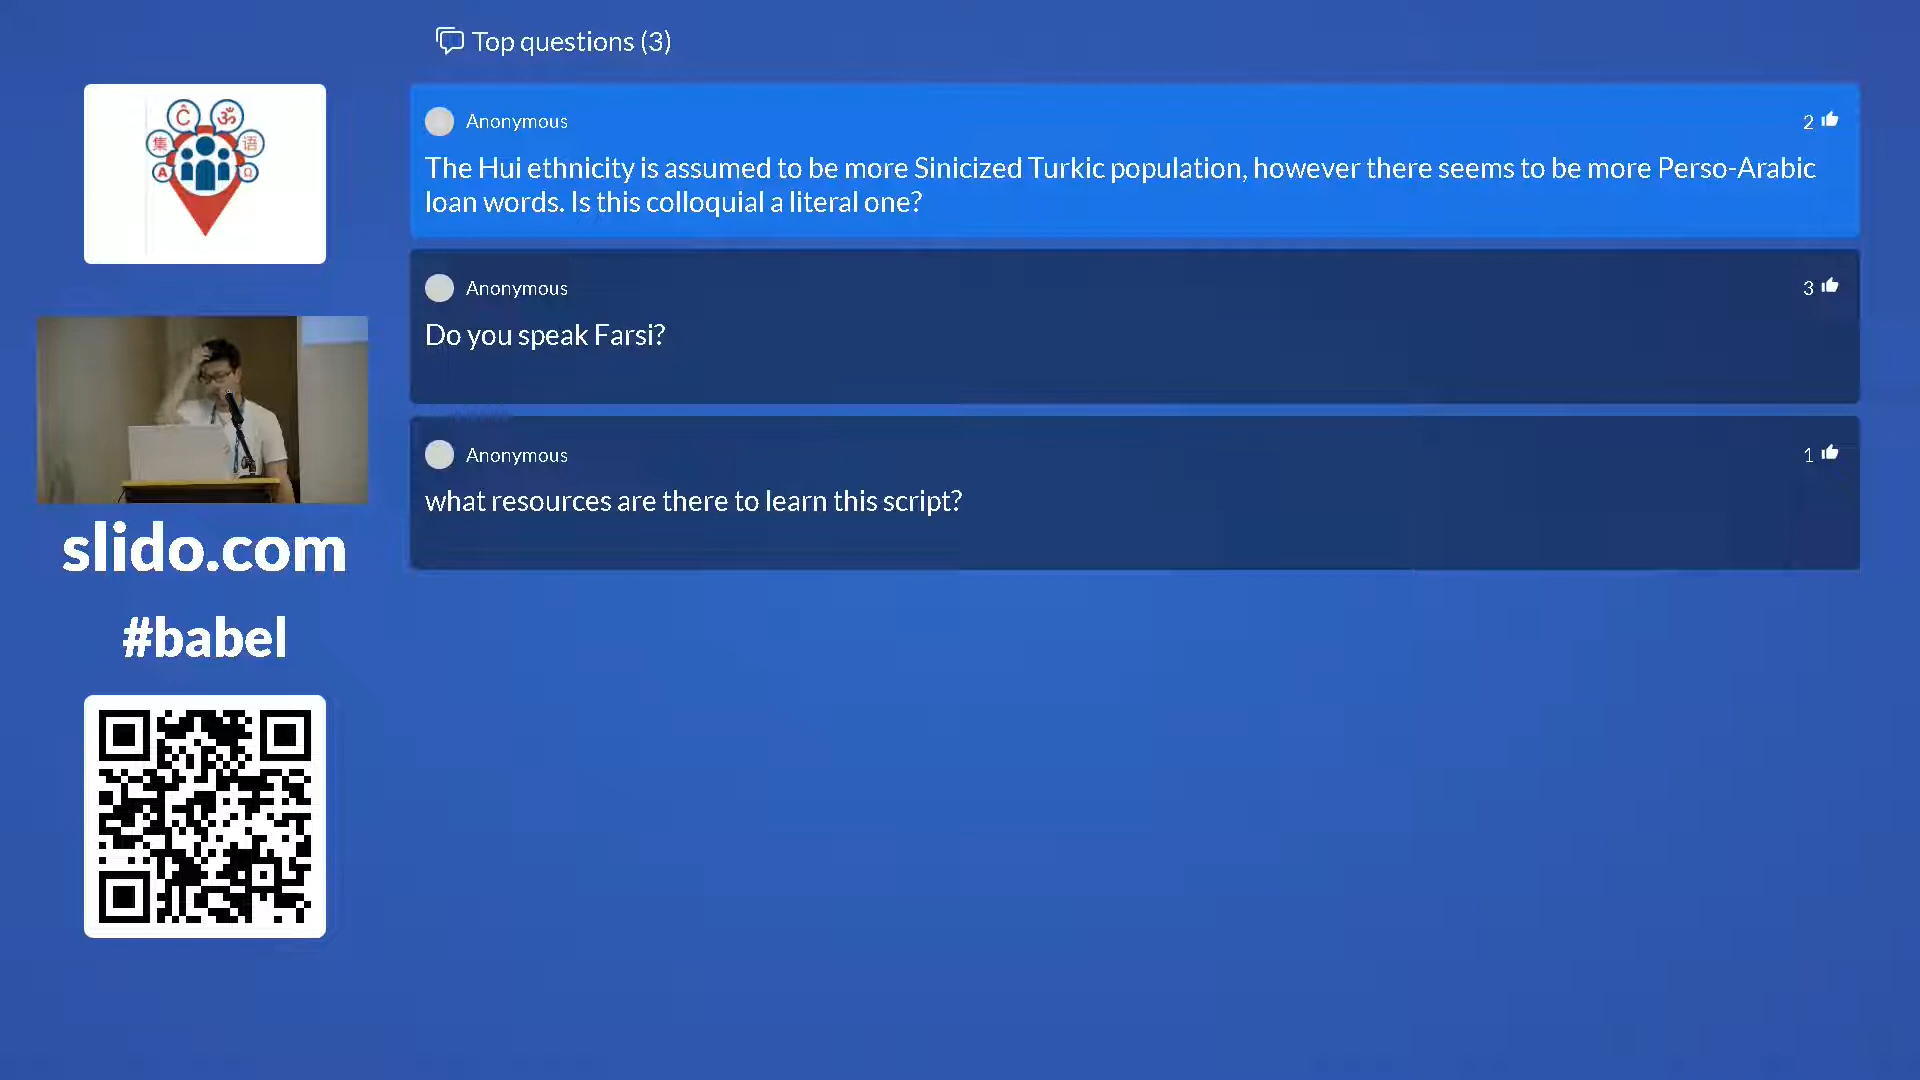 Top questions (3)
Ĉ
ॐ
集
语
A
Ω
Anonymous
2
The Hui ethnicity is assumed to be more Sinicized Turkic population, however there seems to be more Perso-Arabic
loan words. Is this colloquial a literal one?
Anonymous
3
Do you speak Farsi?
Anonymous
1
what resources are there to learn this script?
slido.com
#babel